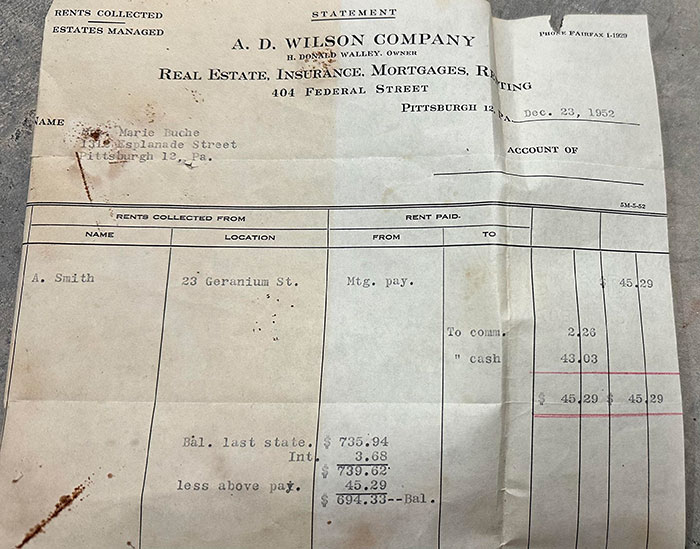 RENTS COLLECTED
ESTATES MANAGED
STATEMENT
PHONE FAIRFAX 1-1929
A. D. WILSON COMPANY
H. DONALD WALLEY, OWNER
REAL ESTATE, INSURANCE, MORTGAGES, RENTING
404 FEDERAL STREET
PITTSBURGH 12, PA. Dec. 23, 1952
NAME
Marie Buche
Esplanade Street
Pittsburgh 12, Pa.
ACCOUNT OF
5M-5-52
RENTS COLLECTED FROM RENT PAID
NAME LOCATION FROM TO
A. Smith 23 Geranium St. Mtg. pay. $ 45.29
To comm. 2.26
" cash 43.03
$ 45.29 $ 45.29
Bal. last state. $ 735.94
Int. 3.68
$ 739.62
less above pay. 45.29
$ 694.33--Bal.